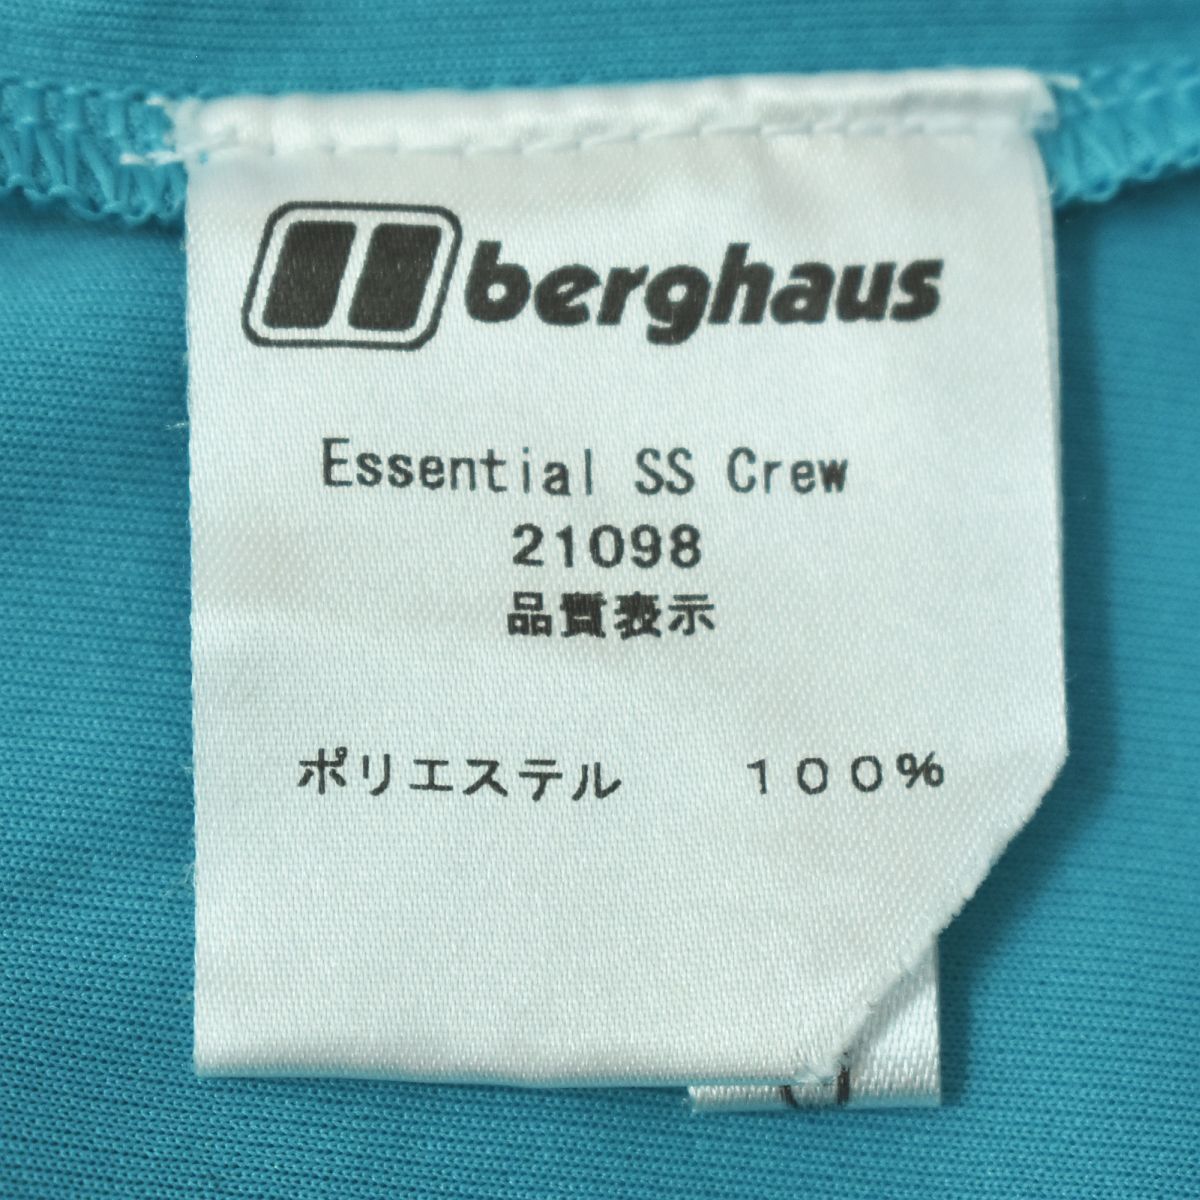 berghaus
Essential SS Crew
21098
品質表示
ポリエステル　１００%